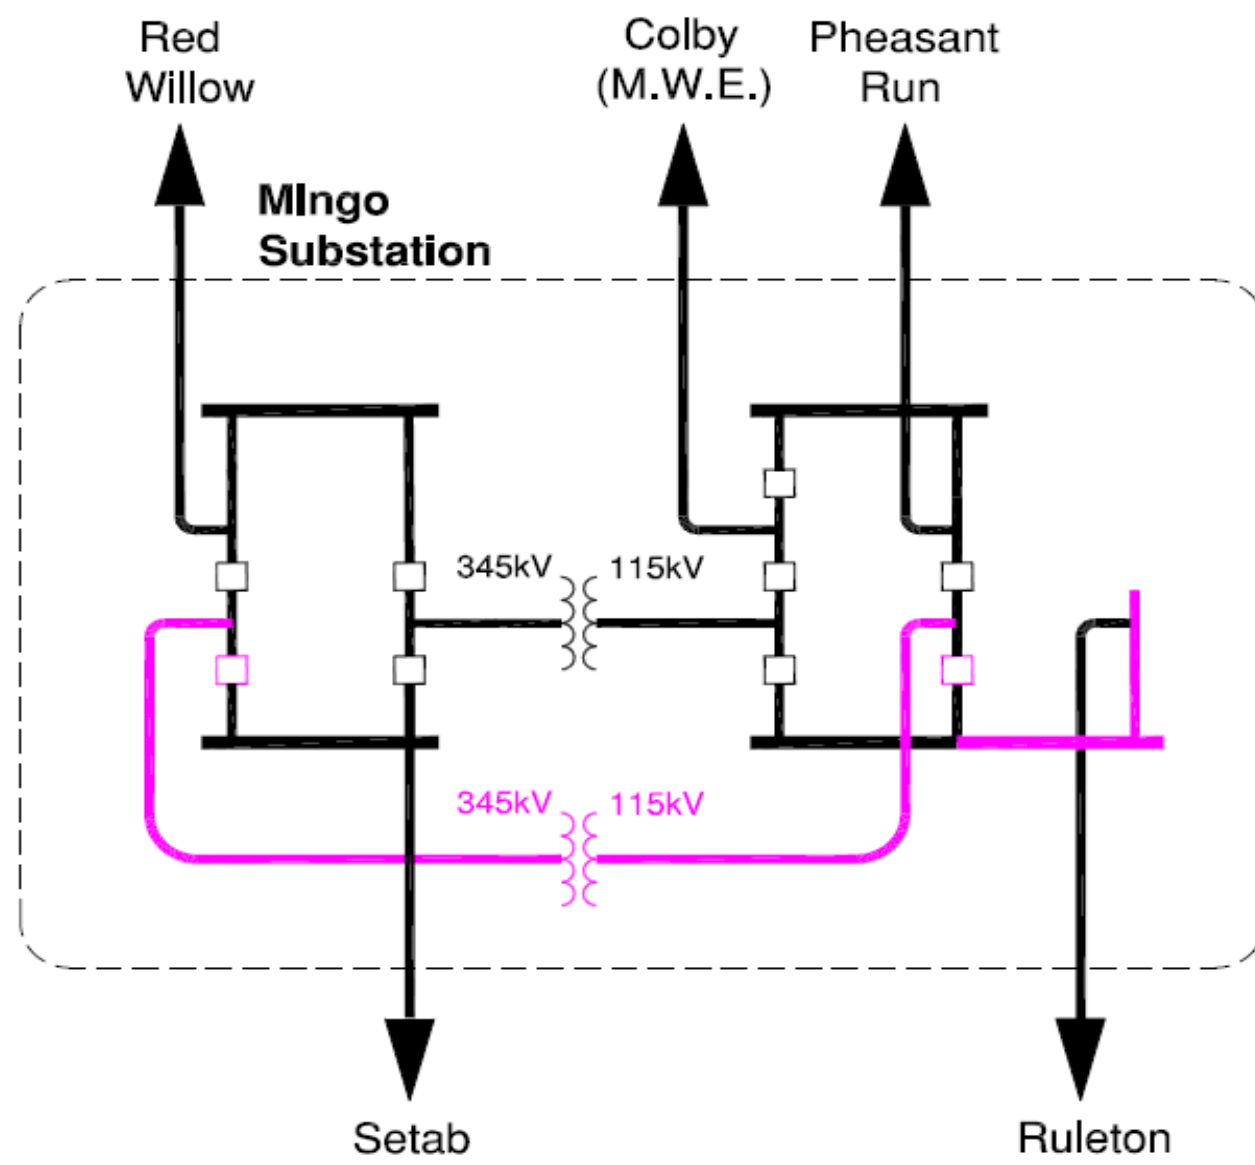 Red
Willow
Colby
(M.W.E.)
Pheasant
Run
MIngo
Substation
345kV
115kV
345kV
115kV
Setab
Ruleton